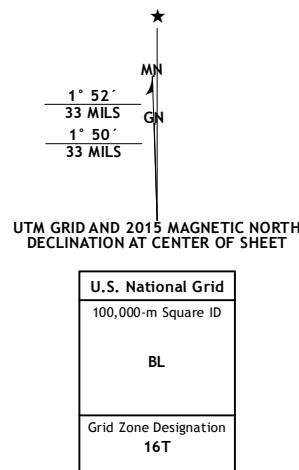 ★
MN
1° 52´
33 MILS
GN
1° 50´
33 MILS
UTM GRID AND 2015 MAGNETIC NORTH
DECLINATION AT CENTER OF SHEET
U.S. National Grid
100,000-m Square ID
BL
Grid Zone Designation
16T